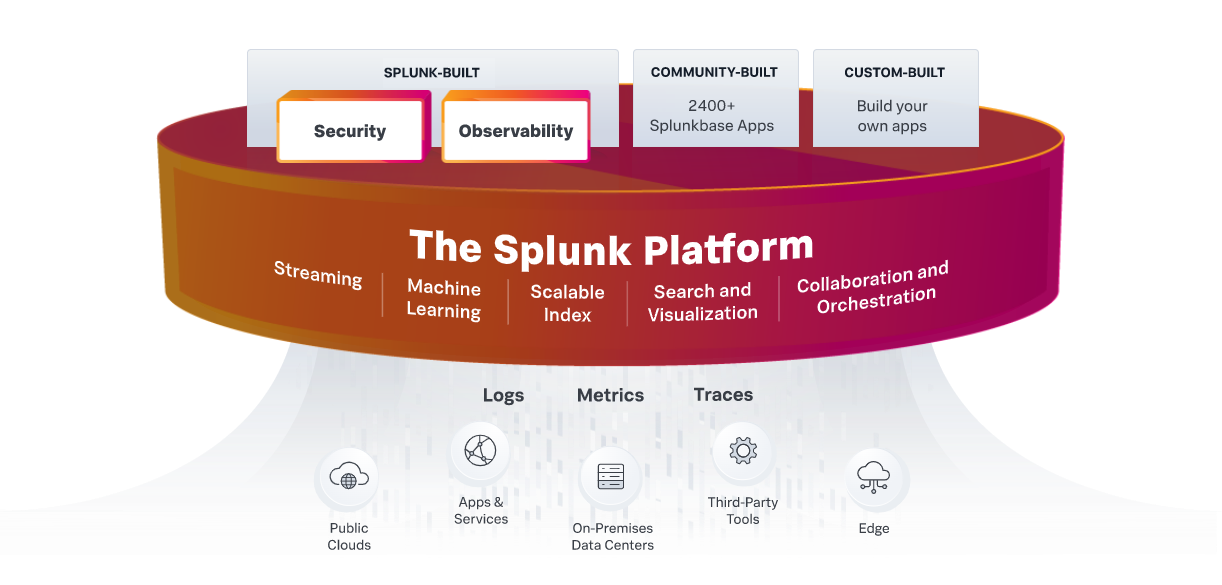 SPLUNK-BUILT
Security
Observability
COMMUNITY-BUILT
2400+
Splunkbase Apps
CUSTOM-BUILT
Build your
own apps
The Splunk Platform
Streaming
Machine
Learning
Scalable
Index
Search and
Visualization
Collaboration and
Orchestration
Logs
Metrics
Traces
Public
Clouds
Apps &
Services
On-Premises
Data Centers
Third-Party
Tools
Edge